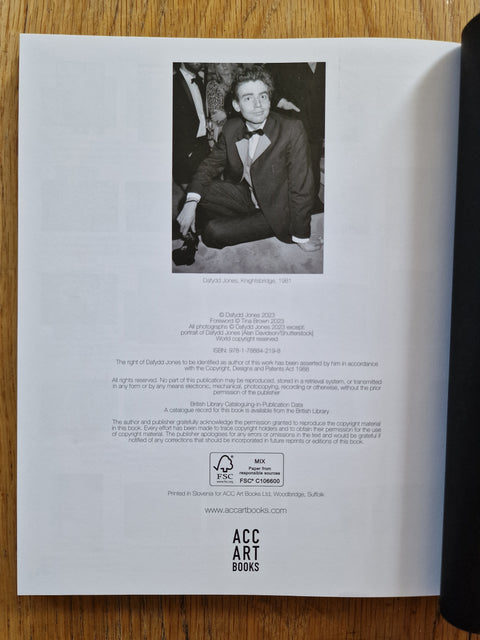 Dafydd Jones, Knightsbridge, 1981
© Dafydd Jones 2023
Foreword © Tina Brown 2023
All photographs © Dafydd Jones 2023 except:
portrait of Dafydd Jones [Alan Davidson/Shutterstock]
World copyright reserved
ISBN: 978-1-78884-219-8
The right of Dafydd Jones to be identified as author of this work has been asserted by him in accordance
with the Copyright, Designs and Patents Act 1988
All rights reserved. No part of this publication may be reproduced, stored in a retrieval system, or transmitted
in any form or by any means electronic, mechanical, photocopying, recording or otherwise, without the prior
permission of the publisher
British Library Cataloguing-in-Publication Data
A catalogue record for this book is available from the British Library
The author and publisher gratefully acknowledge the permission granted to reproduce the copyright material
in this book. Every effort has been made to trace copyright holders and to obtain their permission for the use
of copyright material. The publisher apologises for any errors or omissions in the text and would be grateful if
notified of any corrections that should be incorporated in future reprints or editions of this book.
FSC
www.fsc.org
MIX
Paper from
responsible sources
FSC® C106600
Printed in Slovenia for ACC Art Books Ltd, Woodbridge, Suffolk
www.accartbooks.com
ACC
ART
BOOKS